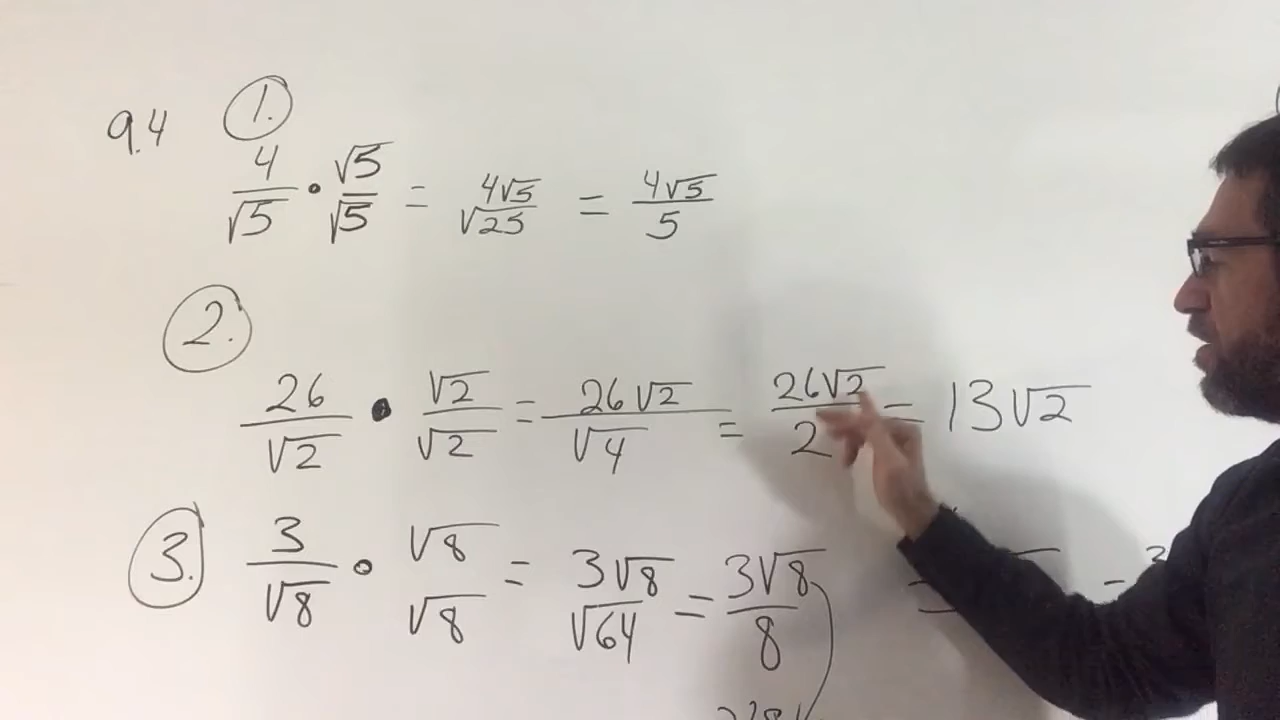 9.4 1.
4/√5 • √5/√5 = 4√5/√25 = 4√5/5
2.
26/√2 • √2/√2 = 26√2/√4 = 26√2/2 = 13√2
3. 3/√8 • √8/√8 = 3√8/√64 = 3√8/8